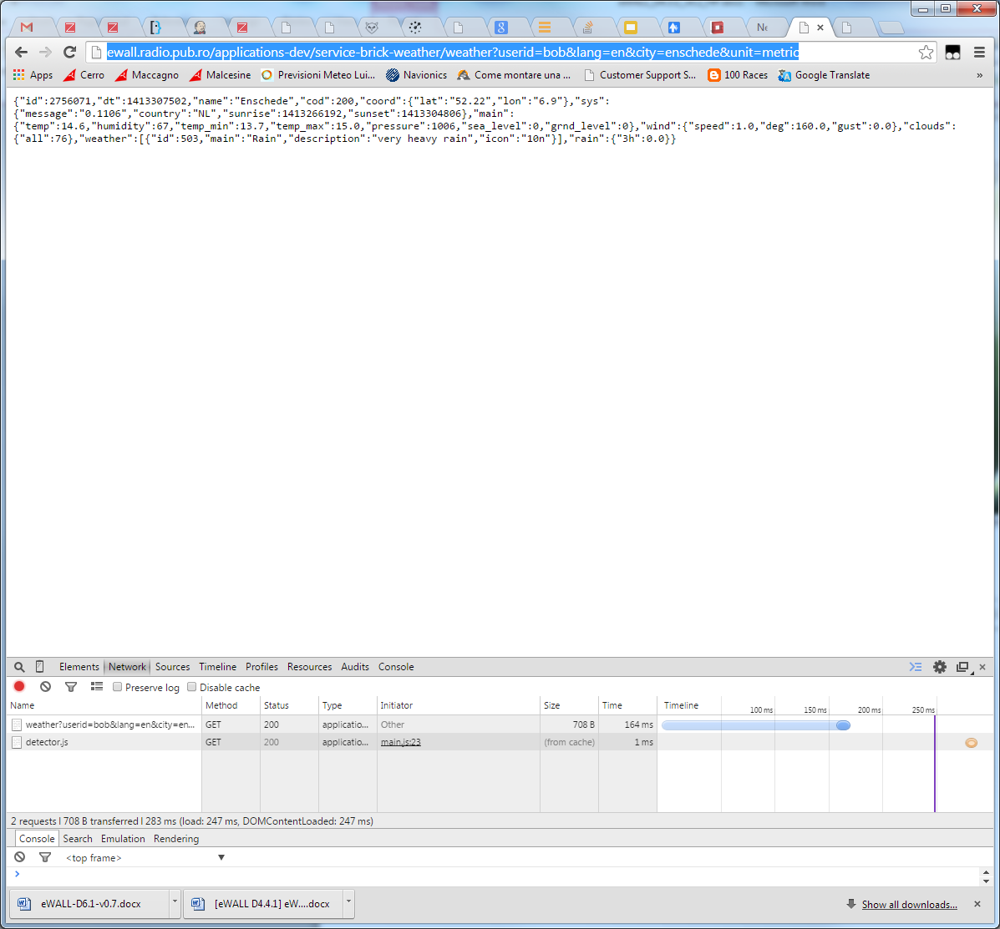 Ne
ewall.radio.pub.ro/applications-dev/service-brick-weather/weather?userid=bob&lang=en&city=enschede&unit=metric
Apps Cerro Maccagno Malcesine Previsioni Meteo Lui... Navionics Come montare una ... Customer Support S... 100 Races Google Translate »
{"id":2756071,"dt":1413307502,"name":"Enschede","cod":200,"coord":{"lat":"52.22","lon":"6.9"},"sys":
{"message":"0.1106","country":"NL","sunrise":1413266192,"sunset":1413304806},"main":
{"temp":14.6,"humidity":67,"temp_min":13.7,"temp_max":15.0,"pressure":1006,"sea_level":0,"grnd_level":0},"wind":{"speed":1.0,"deg":160.0,"gust":0.0},"clouds":
{"all":76},"weather":[{"id":503,"main":"Rain","description":"very heavy rain","icon":"10n"}],"rain":{"3h":0.0}}
Elements Network Sources Timeline Profiles Resources Audits Console
Preserve log Disable cache
Name Method Status Type Initiator Size Time Timeline 100 ms 150 ms 200 ms 250 ms
weather?userid=bob&lang=en&city=en... GET 200 applicatio... Other 708 B 164 ms
detector.js GET 200 applicatio... main.js:23 (from cache) 1 ms
2 requests | 708 B transferred | 283 ms (load: 247 ms, DOMContentLoaded: 247 ms)
Console Search Emulation Rendering
<top frame>
eWALL-D6.1-v0.7.docx [eWALL D4.4.1] eW....docx Show all downloads...